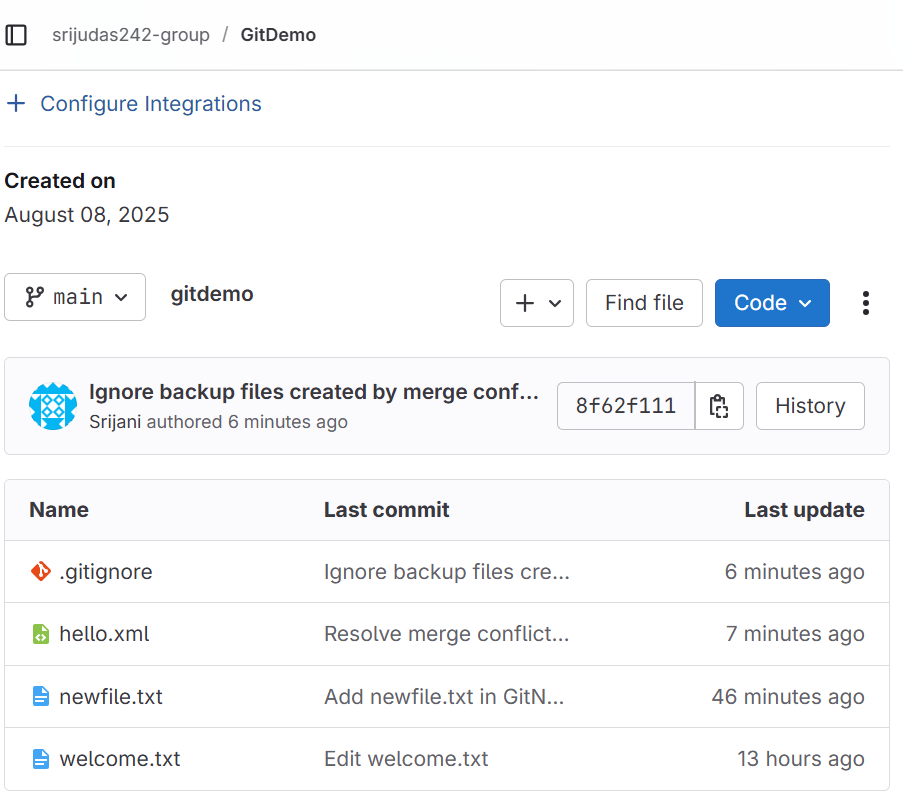 srijudas242-group / GitDemo
+ Configure Integrations
Created on
August 08, 2025
main gitdemo + Find file Code
Ignore backup files created by merge conf... 8f62f111 History
Srijani authored 6 minutes ago
Name Last commit Last update
.gitignore Ignore backup files cre... 6 minutes ago
hello.xml Resolve merge conflict... 7 minutes ago
newfile.txt Add newfile.txt in GitN... 46 minutes ago
welcome.txt Edit welcome.txt 13 hours ago